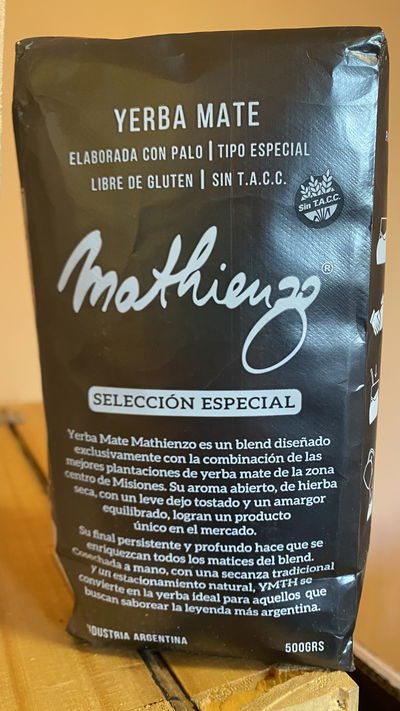 YERBA MATE
ELABORADA CON PALO | TIPO ESPECIAL
LIBRE DE GLUTEN | SIN T.A.C.C.
Sin T.A.C.C.
Mathienzo®
SELECCIÓN ESPECIAL
Yerba Mate Mathienzo es un blend diseñado
exclusivamente con la combinación de las
mejores plantaciones de yerba mate de la zona
centro de Misiones. Su aroma abierto, de hierba
seca, con un leve dejo tostado y un amargor
equilibrado, logran un producto
único en el mercado.
Su final persistente y profundo hace que se
enriquezcan todos los matices del blend.
Cosechada a mano, con una secanza tradicional
y un estacionamiento natural, YMTH se
convierte en la yerba ideal para aquellos que
buscan saborear la leyenda más argentina.
INDUSTRIA ARGENTINA
500GRS